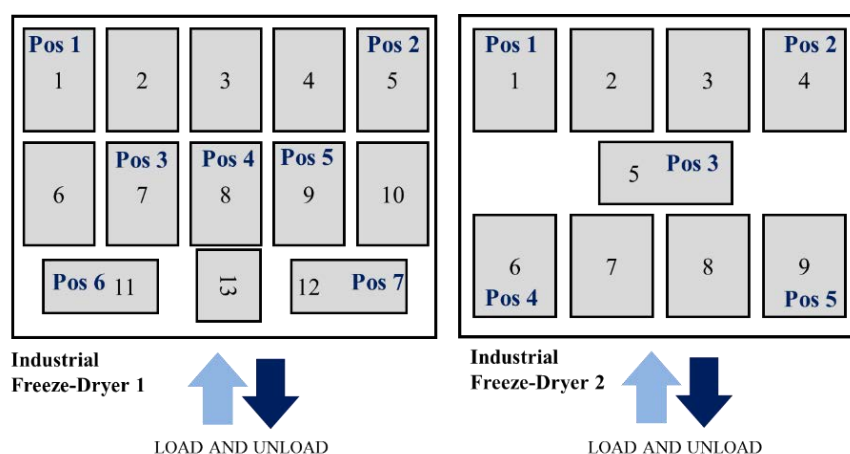 Pos 1
Pos 2
1 2 3 4 5
Pos 3 Pos 4 Pos 5
6 7 8 9 10
Pos 6 11 13 12 Pos 7
Industrial
Freeze-Dryer 1
LOAD AND UNLOAD
Pos 1
Pos 2
1 2 3 4
5 Pos 3
6 7 8 9
Pos 4
Pos 5
Industrial
Freeze-Dryer 2
LOAD AND UNLOAD